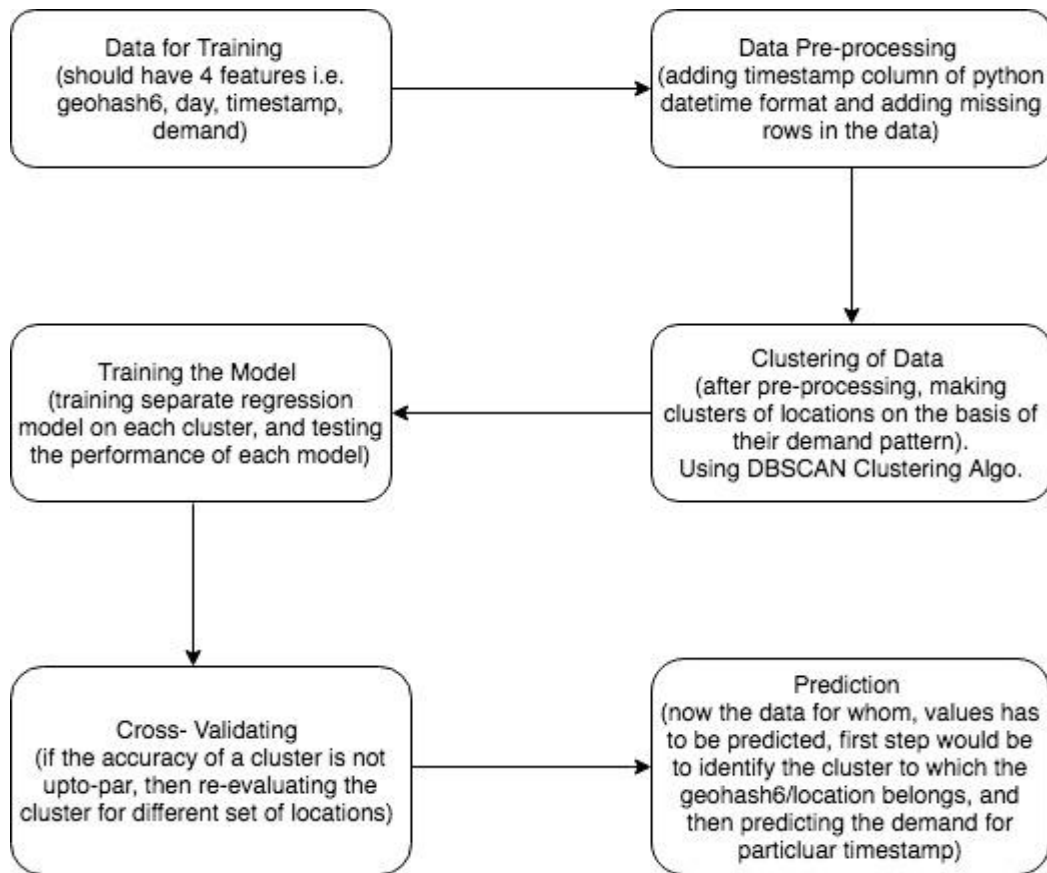 Data for Training
(should have 4 features i.e.
geohash6, day, timestamp,
demand)
Data Pre-processing
(adding timestamp column of python
datetime format and adding missing
rows in the data)
Clustering of Data
(after pre-processing, making
clusters of locations on the basis of
their demand pattern).
Using DBSCAN Clustering Algo.
Training the Model
(training separate regression
model on each cluster, and testing
the performance of each model)
Cross- Validating
(if the accuracy of a cluster is not
upto-par, then re-evaluating the
cluster for different set of locations)
Prediction
(now the data for whom, values has
to be predicted, first step would be
to identify the cluster to which the
geohash6/location belongs, and
then predicting the demand for
particluar timestamp)